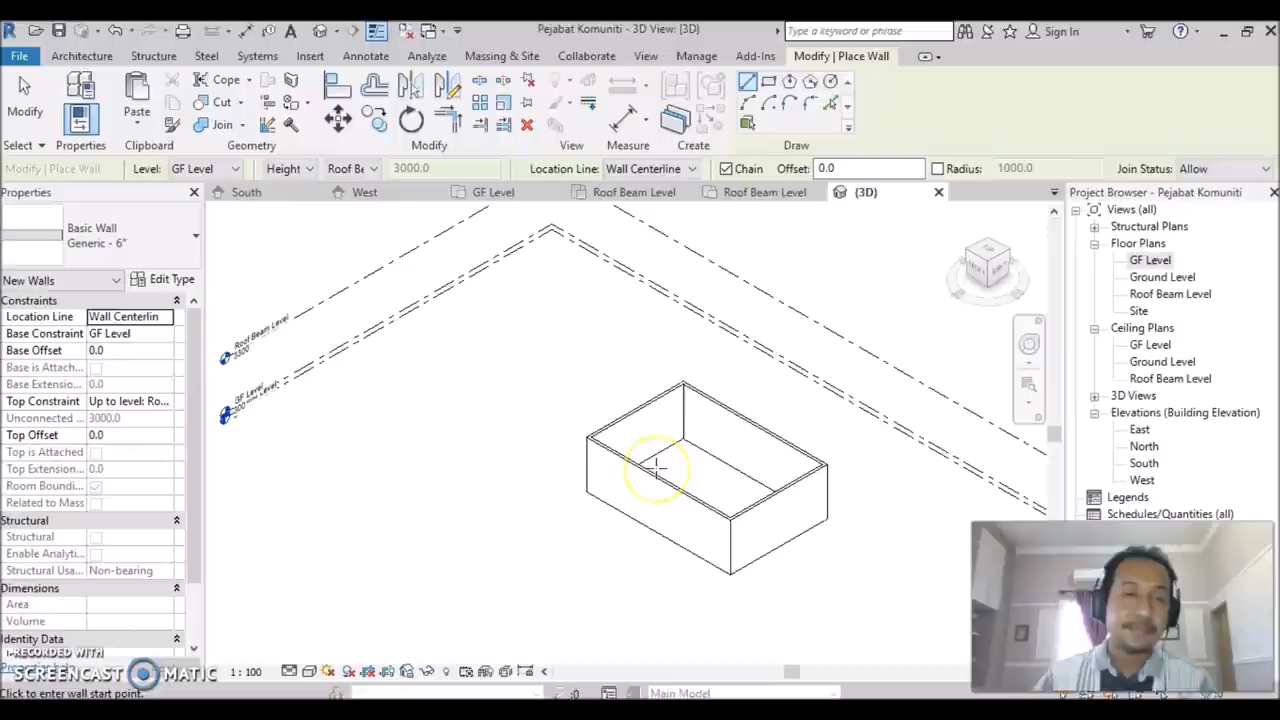 Pejabat Komuniti - 3D View: {3D}
Type a keyword or phrase
Sign In
File Architecture Structure Steel Systems Insert Annotate Analyze Massing & Site Collaborate View Manage Add-Ins Modify | Place Wall
Modify
Paste
Cope
Cut
Join
Select Properties Clipboard Geometry Modify View Measure Create Draw
Modify | Place Wall Level: GF Level Height Roof Be 3000.0 Location Line: Wall Centerline Chain Offset: 0.0 Radius: 1000.0 Join Status: Allow
Properties
South West GF Level Roof Beam Level Roof Beam Level {3D}
Project Browser - Pejabat Komuniti
Basic Wall
Generic - 6"
New Walls Edit Type
Constraints
Location Line Wall Centerlin
Base Constraint GF Level
Base Offset 0.0
Base is Attach...
Base Extensio... 0.0
Top Constraint Up to level: Ro...
Unconnected ... 3000.0
Top Offset 0.0
Top is Attached
Top Extension... 0.0
Room Boundi...
Related to Mass
Structural
Structural
Enable Analyti...
Structural Usa... Non-bearing
Dimensions
Area
Volume
Identity Data
Roof Beam Level
3300
GF Level
TOP
Views (all)
Structural Plans
Floor Plans
GF Level
Ground Level
Roof Beam Level
Site
Ceiling Plans
GF Level
Ground Level
Roof Beam Level
3D Views
Elevations (Building Elevation)
East
North
South
West
Legends
Schedules/Quantities (all)
RECORDED WITH
SCREENCAST MATIC
1 : 100
Click to enter wall start point.
:0
Main Model